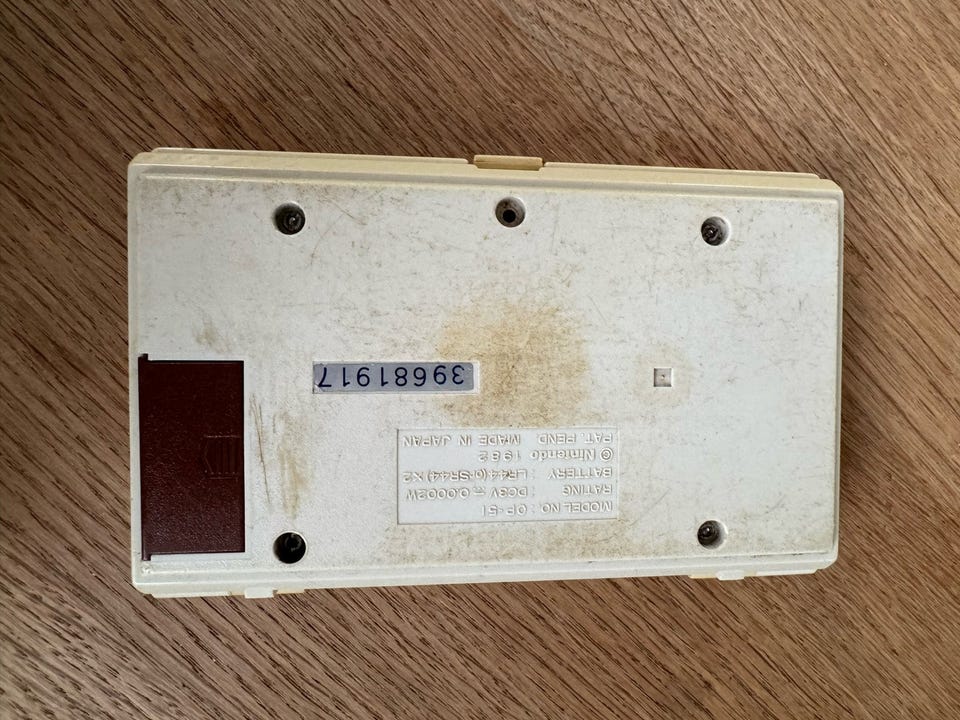 MODEL NO. : OP-51
RATING : DC3V ⎓ 0.0002W
BATTERY : LR44(or SR44)×2
© Nintendo 1982
PAT. PEND. MADE IN JAPAN
39681917